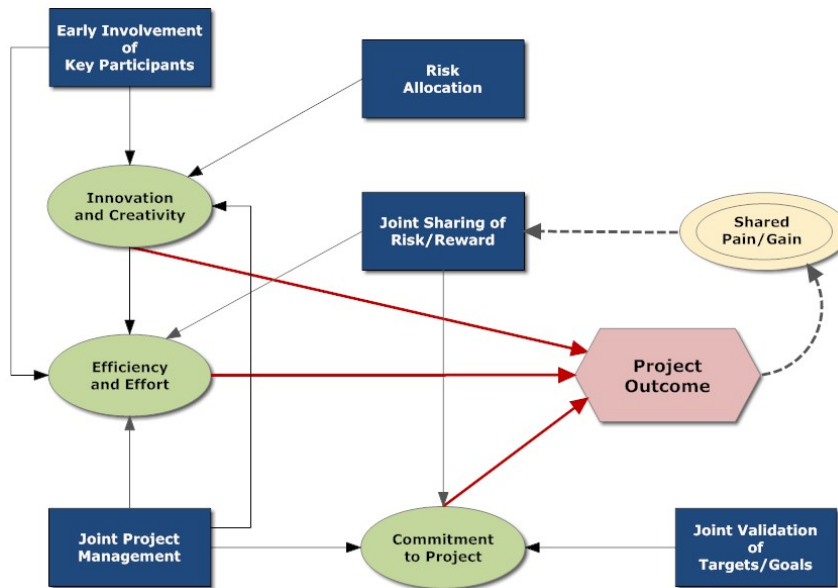 Early Involvement
of
Key Participants
Risk
Allocation
Innovation
and Creativity
Joint Sharing of
Risk/Reward
Shared
Pain/Gain
Efficiency
and Effort
Project
Outcome
Joint Project
Management
Commitment
to Project
Joint Validation
of
Targets/Goals